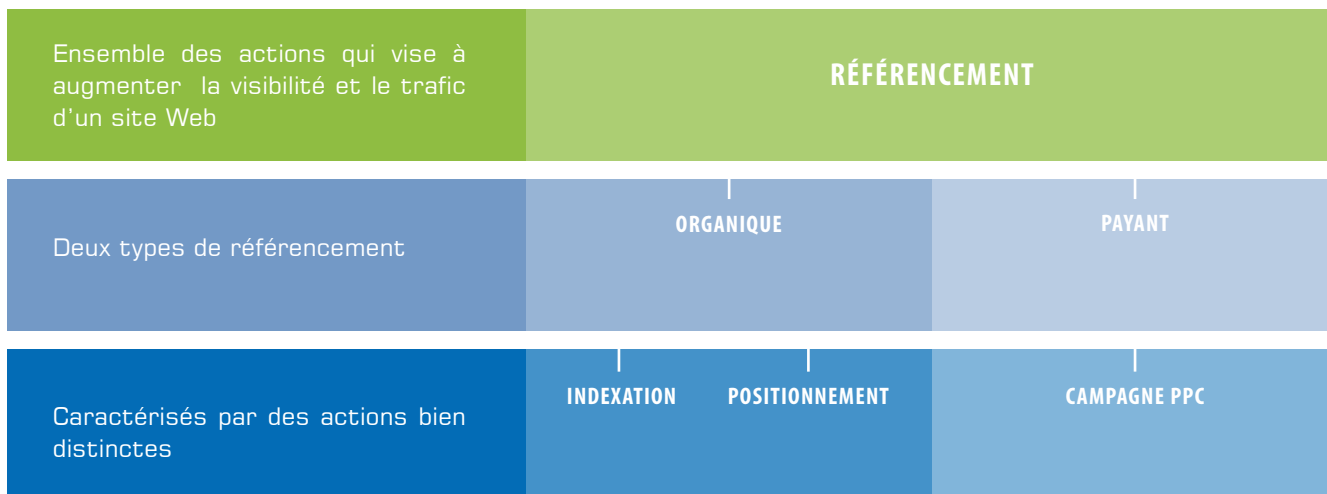 Ensemble des actions qui vise à
augmenter la visibilité et le trafic
d'un site Web
RÉFÉRENCEMENT
Deux types de référencement
ORGANIQUE
PAYANT
Caractérisés par des actions bien
distinctes
INDEXATION
POSITIONNEMENT
CAMPAGNE PPC